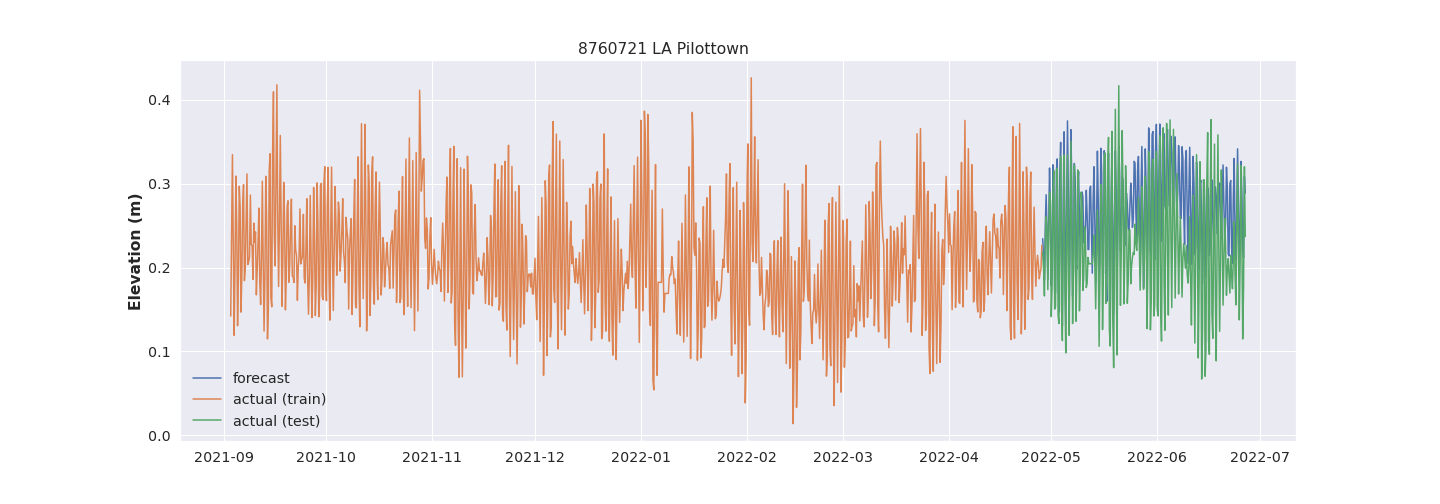 8760721 LA Pilottown
Elevation (m)
0.4
0.3
0.2
0.1
0.0
forecast
actual (train)
actual (test)
2021-09 2021-10 2021-11 2021-12 2022-01 2022-02 2022-03 2022-04 2022-05 2022-06 2022-07